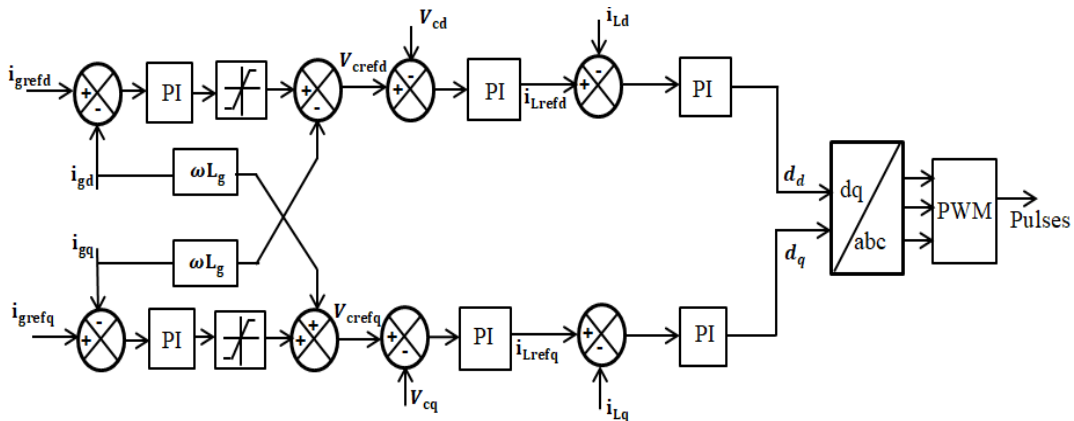 V_cd
i_Ld
i_grefd
+
-
PI
+
-
V_crefd
-
+
PI
i_Lrefd
-
+
PI
i_gd
ωL_g
d_d
dq
abc
PWM
Pulses
i_gq
ωL_g
d_q
i_grefq
-
+
PI
+
+
V_crefq
+
-
PI
i_Lrefq
+
-
PI
V_cq
i_Lq